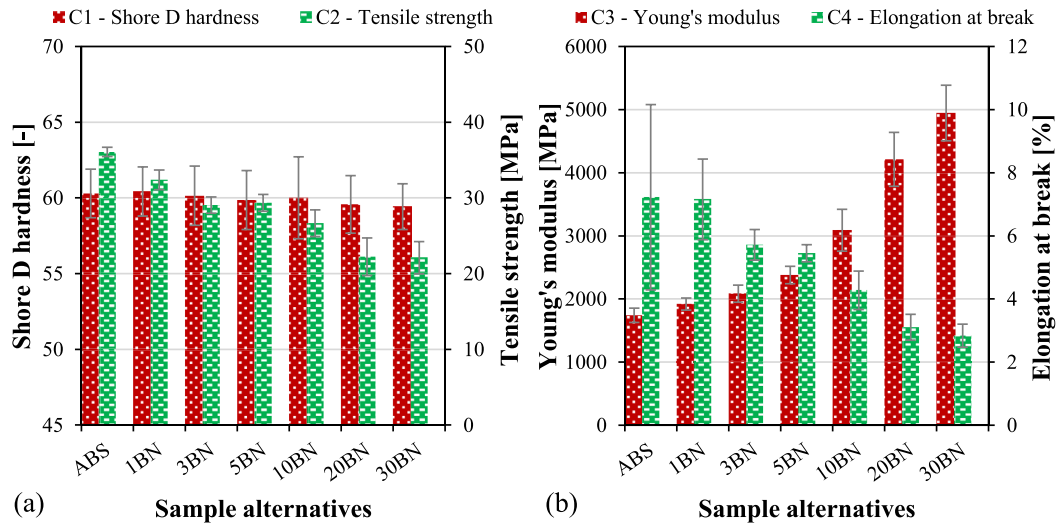 C1 - Shore D hardness
C2 - Tensile strength
70
65
60
55
50
45
Shore D hardness [-]
50
40
30
20
10
0
Tensile strength [MPa]
ABS
1BN
3BN
5BN
10BN
20BN
30BN
(a)
Sample alternatives
C3 - Young's modulus
C4 - Elongation at break
6000
5000
4000
3000
2000
1000
0
Young's modulus [MPa]
12
10
8
6
4
2
0
Elongation at break [%]
ABS
1BN
3BN
5BN
10BN
20BN
30BN
(b)
Sample alternatives